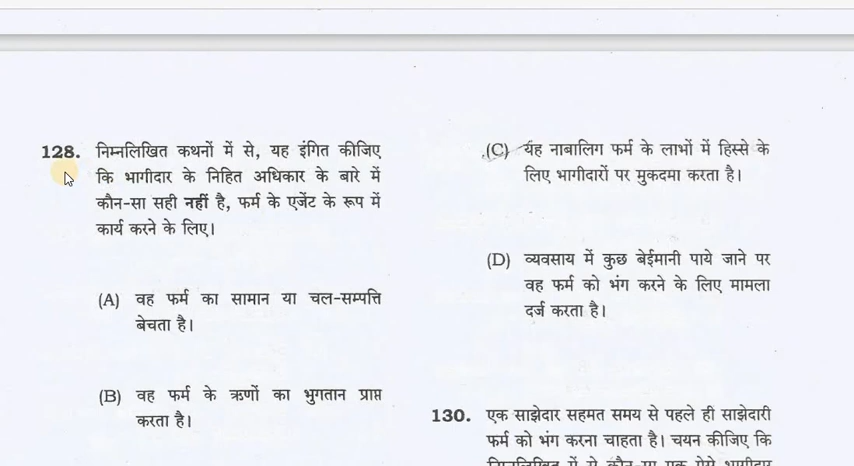 128. निम्नलिखित कथनों में से, यह इंगित कीजिए
कि भागीदार के निहित अधिकार के बारे में
कौन-सा सही नहीं है, फर्म के एजेंट के रूप में
कार्य करने के लिए।
(A) वह फर्म का सामान या चल-सम्पत्ति
बेचता है।
(B) वह फर्म के ऋणों का भुगतान प्राप्त
करता है।
(C) यह नाबालिग फर्म के लाभों में हिस्से के
लिए भागीदारों पर मुकदमा करता है।
(D) व्यवसाय में कुछ बेईमानी पाये जाने पर
वह फर्म को भंग करने के लिए मामला
दर्ज करता है।
130. एक साझेदार सहमत समय से पहले ही साझेदारी
फर्म को भंग करना चाहता है। चयन कीजिए कि